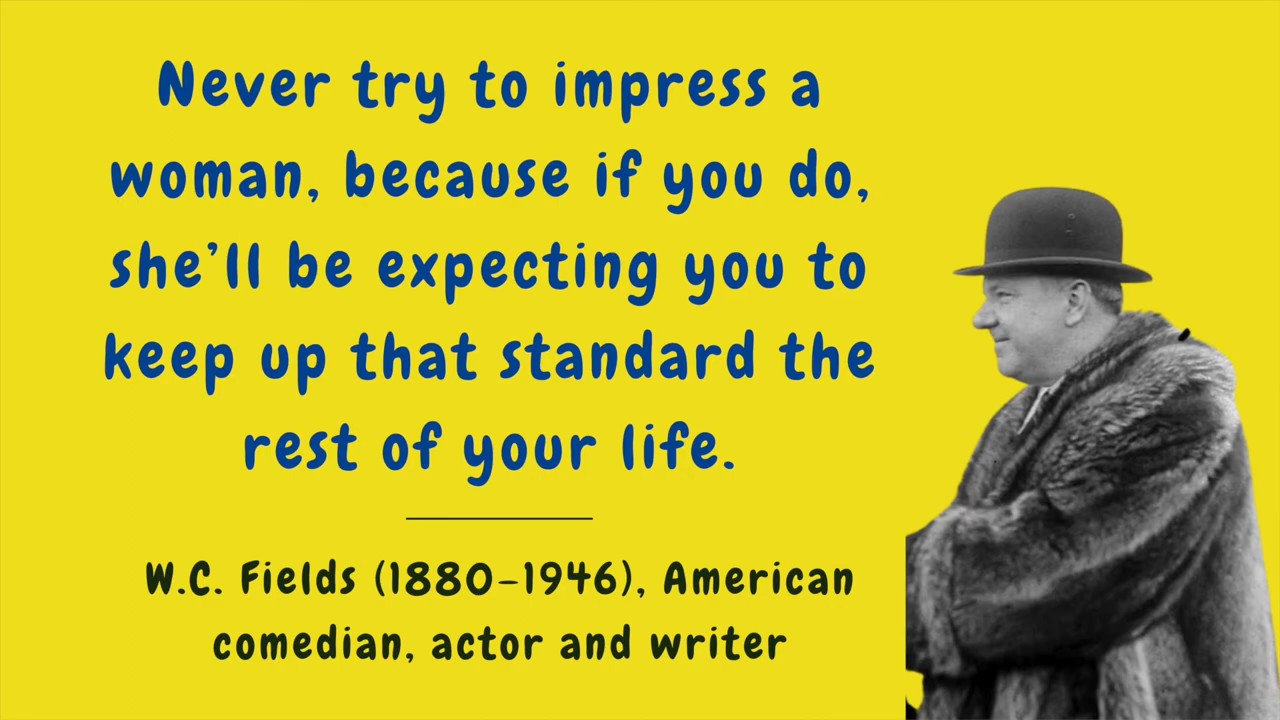 Never try to impress a
woman, because if you do,
she’ll be expecting you to
keep up that standard the
rest of your life.
W.C. Fields (1880–1946), American
comedian, actor and writer